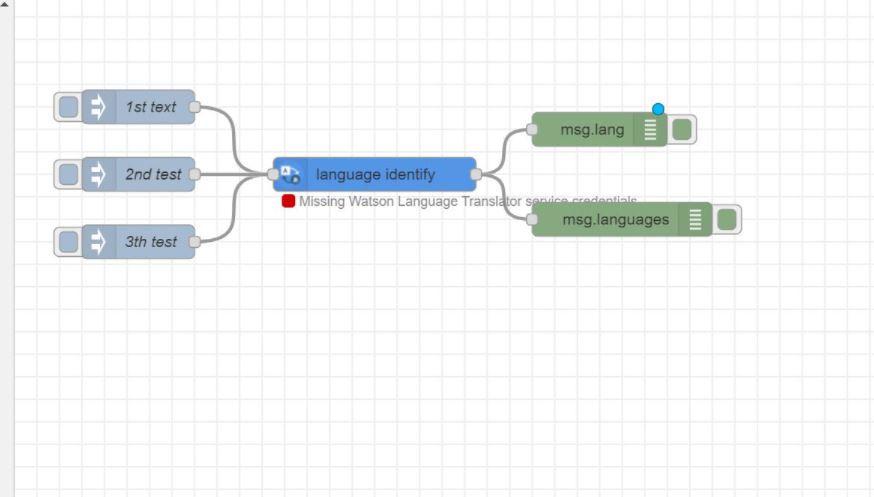 1st text
2nd test
3th test
language identify
Missing Watson Language Translator service credentials
msg.lang
msg.languages